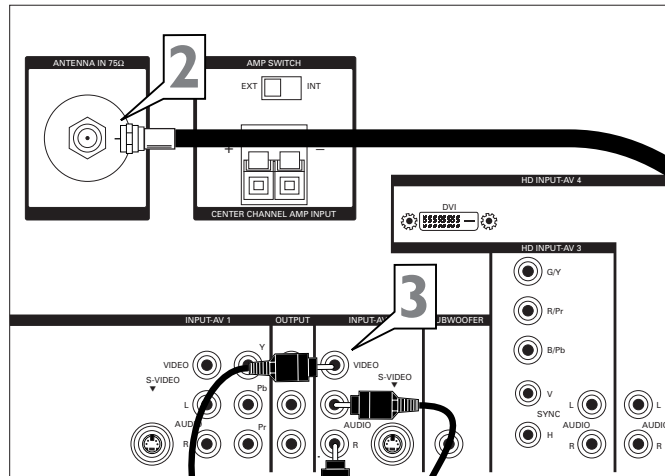 ANTENNA IN 75Ω
2
AMP SWITCH
EXT
INT
+
–
CENTER CHANNEL AMP INPUT
HD INPUT-AV 4
DVI
HD INPUT-AV 3
G/Y
R/Pr
B/Pb
V
SYNC
H
L
AUDIO
R
L
R
INPUT-AV 1
OUTPUT
INPUT-AV
3
VIDEO
Y
VIDEO
S-VIDEO
Pb
S-VIDEO
L
AUDIO
R
Pr
AUDIO
R